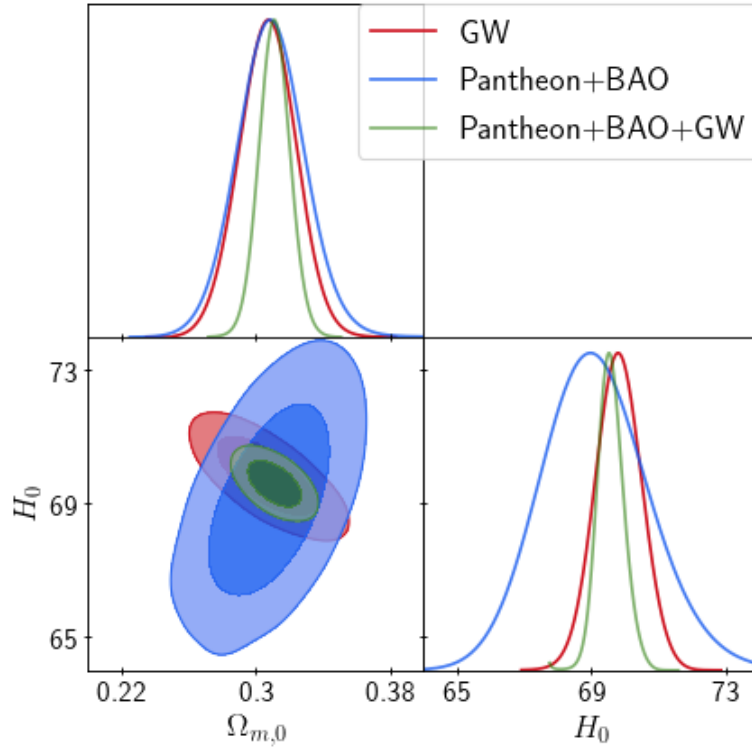 GW
Pantheon+BAO
Pantheon+BAO+GW
73
69
65
H₀
0.22 0.3 0.38
Ωm,0
65 69 73
H₀